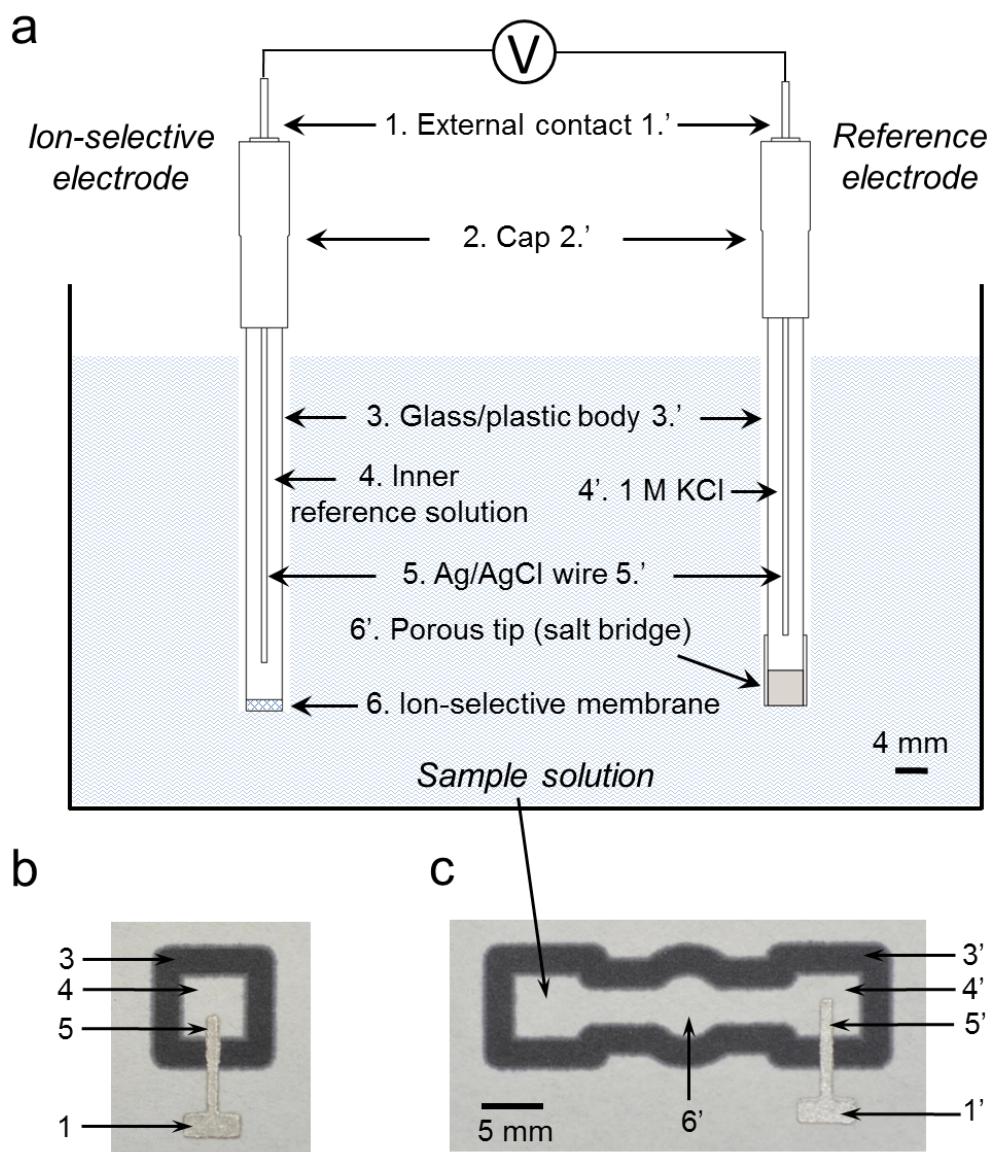 a
V
Ion-selective
electrode
1. External contact 1.’
Reference
electrode
2. Cap 2.’
3. Glass/plastic body 3.’
4. Inner
reference solution
4’. 1 M KCl
5. Ag/AgCl wire 5.’
6’. Porous tip (salt bridge)
6. Ion-selective membrane
4 mm
Sample solution
b
3
4
5
1
c
3’
4’
5’
6’
1’
5 mm